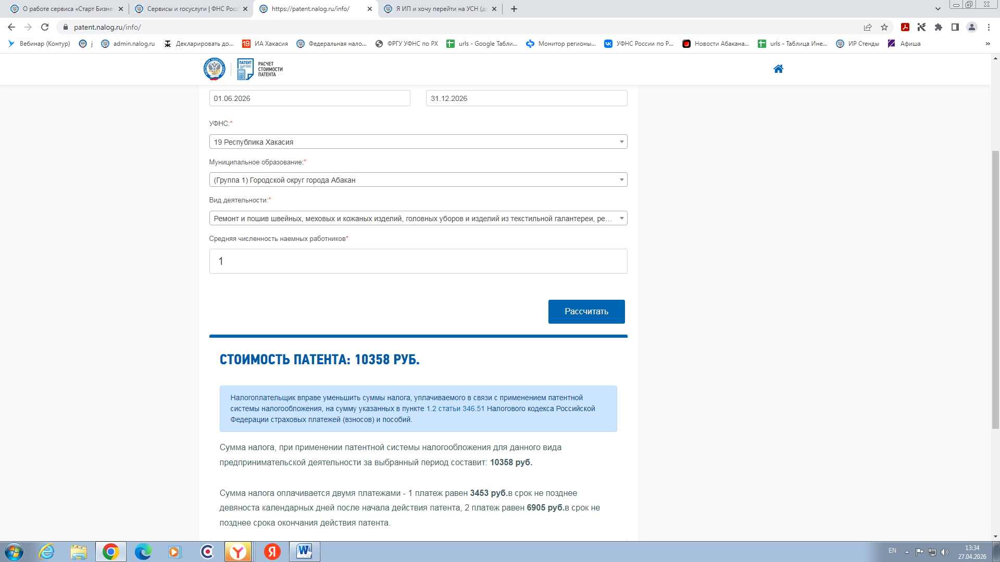 О работе сервиса «Старт Бизне
Сервисы и госуслуги | ФНС Росс
https://patent.nalog.ru/info/
Я ИП и хочу перейти на УСН (до
patent.nalog.ru/info/
Вебинар (Контур)
j
admin.nalog.ru
Декларировать до...
19
ИА Хакасия
Федеральная нало...
ФРГУ УФНС по РХ
urls - Google Табли...
Монитор регионы...
УФНС России по Р...
Новости Абакана...
urls - Таблица Ине...
ИР Стенды
Афиша
»
ПАТЕНТ
РАСЧЕТ
СТОИМОСТИ
ПАТЕНТА
01.06.2026
31.12.2026
УФНС:*
19 Республика Хакасия
Муниципальное образование:*
(Группа 1) Городской округ города Абакан
Вид деятельности:*
Ремонт и пошив швейных, меховых и кожаных изделий, головных уборов и изделий из текстильной галантереи, ре...
Средняя численность наемных работников*
1
Рассчитать
СТОИМОСТЬ ПАТЕНТА: 10358 РУБ.
Налогоплательщик вправе уменьшить суммы налога, уплачиваемого в связи с применением патентной
системы налогообложения, на сумму указанных в пункте 1.2 статьи 346.51 Налогового кодекса Российской
Федерации страховых платежей (взносов) и пособий.
Сумма налога, при применении патентной системы налогообложения для данного вида
предпринимательской деятельности за выбранный период составит: 10358 руб.
Сумма налога оплачивается двумя платежами - 1 платеж равен 3453 руб.в срок не позднее
девяноста календарных дней после начала действия патента, 2 платеж равен 6905 руб.в срок не
позднее срока окончания действия патента.
EN
13:34
27.04.2026